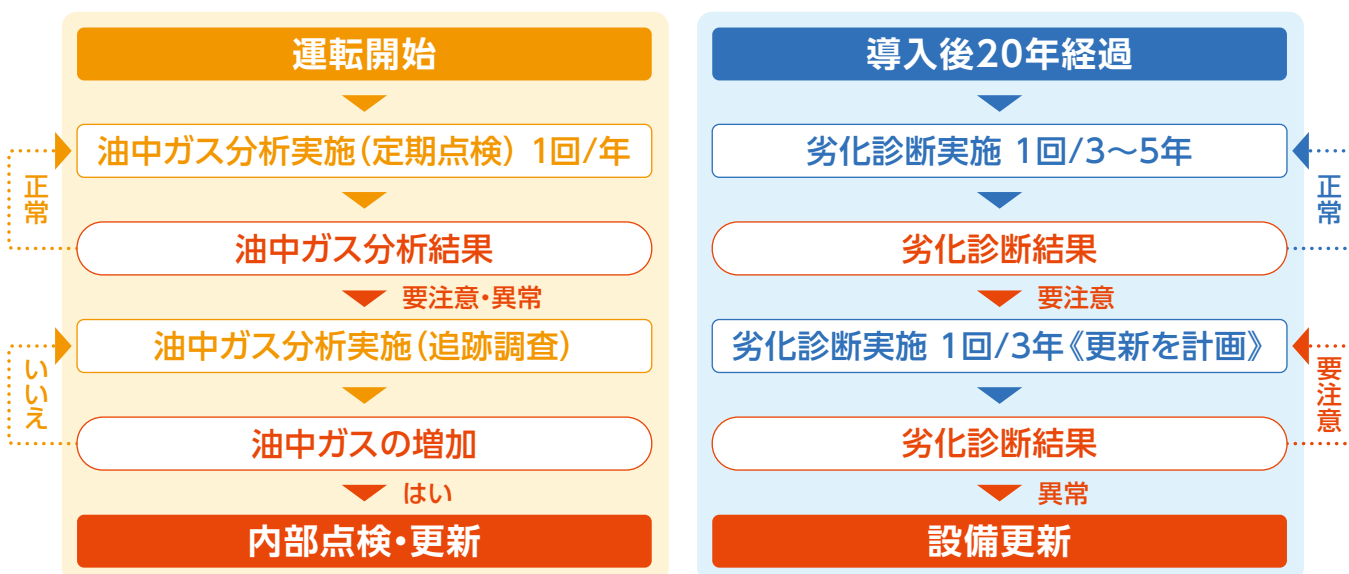 運転開始
油中ガス分析実施(定期点検) 1回/年
正常
油中ガス分析結果
要注意・異常
油中ガス分析実施(追跡調査)
いいえ
油中ガスの増加
はい
内部点検・更新
導入後20年経過
劣化診断実施 1回/3〜5年
正常
劣化診断結果
要注意
劣化診断実施 1回/3年《更新を計画》
要注意
劣化診断結果
異常
設備更新